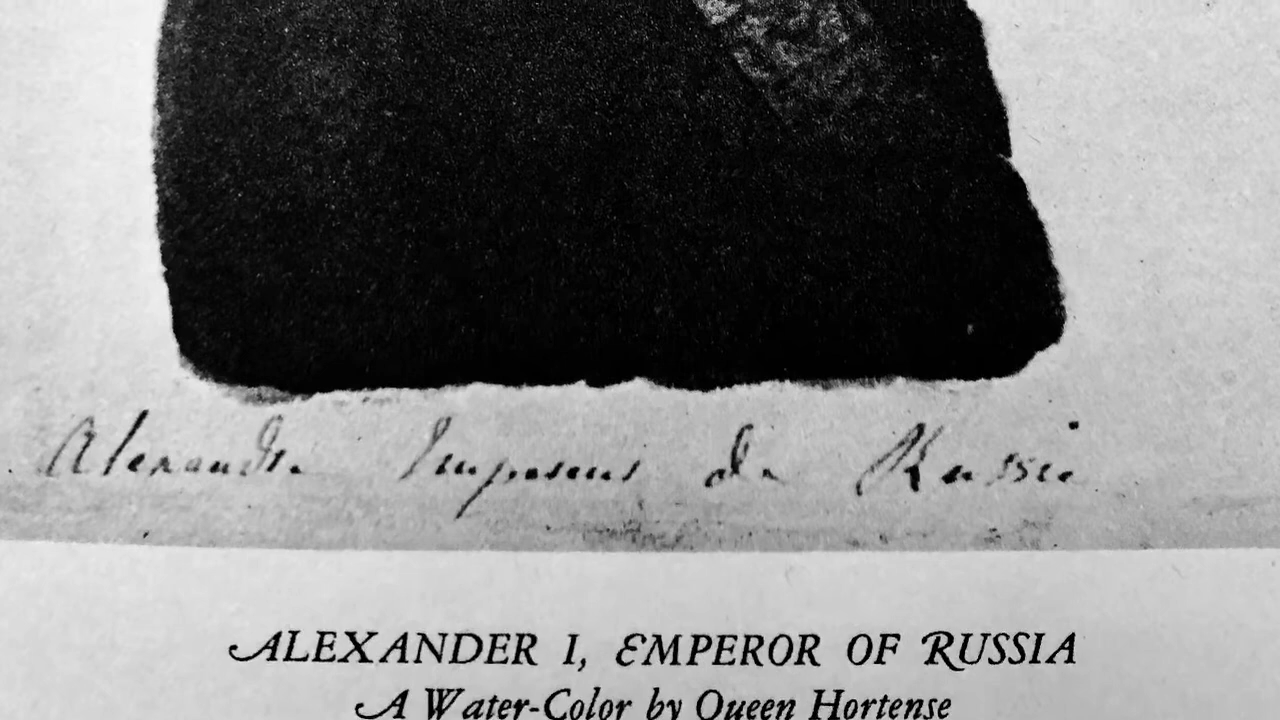 Alexandre Empereur de Russie
ALEXANDER I, EMPEROR OF RUSSIA
A Water-Color by Queen Hortense